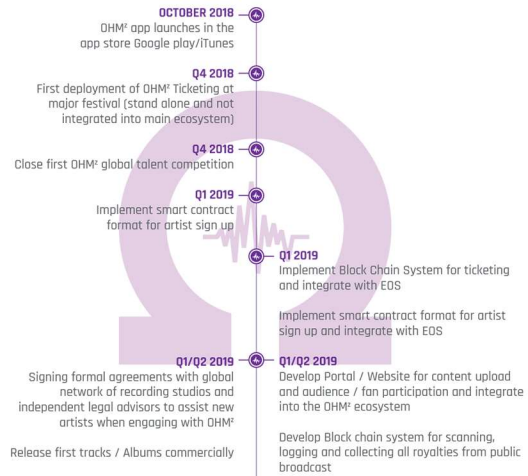 OCTOBER 2018
OHM² app launches in the
app store Google play/iTunes
Q4 2018
First deployment of OHM² Ticketing at
major festival (stand alone and not
integrated into main ecosystem)
Q4 2018
Close first OHM² global talent competition
Q1 2019
Implement smart contract
format for artist sign up
Q1 2019
Implement Block Chain System for ticketing
and integrate with EOS
Implement smart contract format for artist
sign up and integrate with EOS
Q1/Q2 2019
Signing formal agreements with global
network of recording studios and
independent legal advisors to assist new
artists when engaging with OHM²
Release first tracks / Albums commercially
Q1/Q2 2019
Develop Portal / Website for content upload
and audience / fan participation and integrate
into the OHM² ecosystem
Develop Block chain system for scanning,
logging and collecting all royalties from public
broadcast